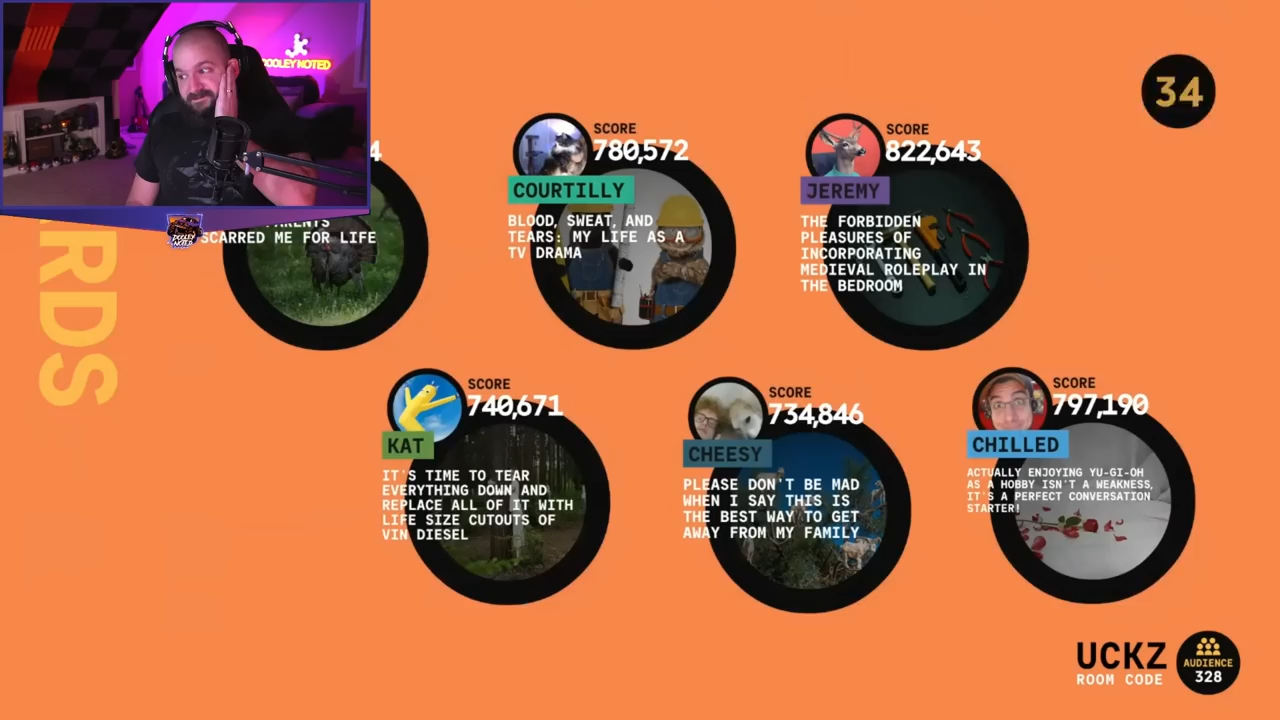 DOOLEY NOTED
34
RDS
4
SCARRED ME FOR LIFE
DOOLEY
NOTED
SCORE
780,572
COURTILLY
BLOOD, SWEAT, AND
TEARS: MY LIFE AS A
TV DRAMA
SCORE
822,643
JEREMY
THE FORBIDDEN
PLEASURES OF
INCORPORATING
MEDIEVAL ROLEPLAY IN
THE BEDROOM
SCORE
740,671
KAT
IT'S TIME TO TEAR
EVERYTHING DOWN AND
REPLACE ALL OF IT WITH
LIFE SIZE CUTOUTS OF
VIN DIESEL
SCORE
734,846
CHEESY
PLEASE DON'T BE MAD
WHEN I SAY THIS IS
THE BEST WAY TO GET
AWAY FROM MY FAMILY
SCORE
797,190
CHILLED
ACTUALLY ENJOYING YU-GI-OH
AS A HOBBY ISN'T A WEAKNESS,
IT'S A PERFECT CONVERSATION
STARTER!
UCKZ
ROOM CODE
AUDIENCE
328